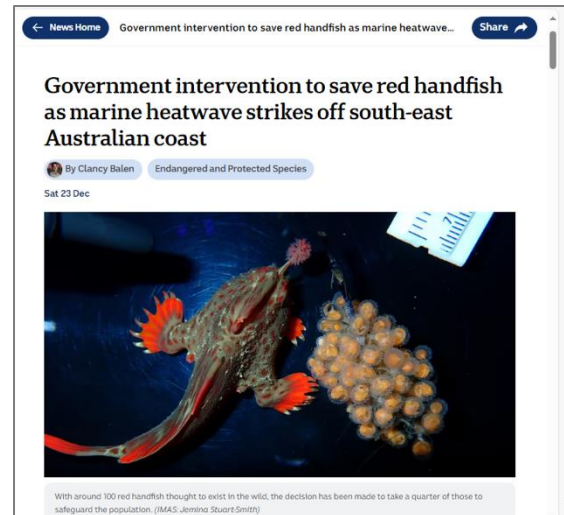 ← News Home Government intervention to save red handfish as marine heatwave... Share
Government intervention to save red handfish
as marine heatwave strikes off south-east
Australian coast
By Clancy Balen Endangered and Protected Species
Sat 23 Dec
With around 100 red handfish thought to exist in the wild, the decision has been made to take a quarter of those to
safeguard the population. (IMAS: Jemina Stuart-Smith)